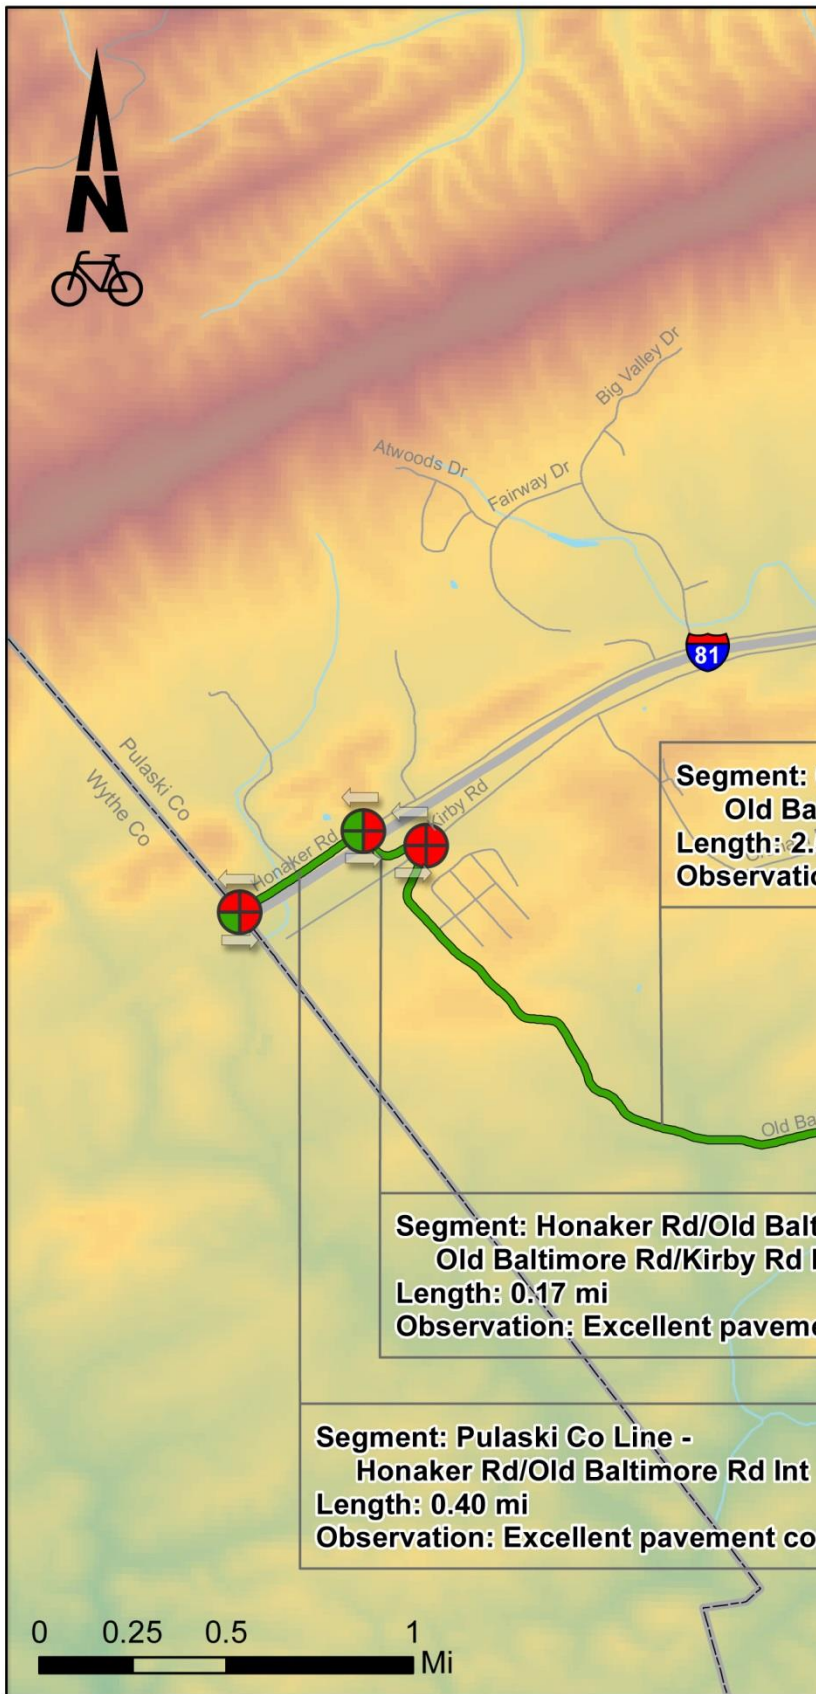 N
Big Valley Dr
Atwoods Dr
Fairway Dr
81
Pulaski Co
Wythe Co
Kirby Rd
Honaker Rd
Segment:
Old Ba
Length: 2.
Observatio
Old Ba
Segment: Honaker Rd/Old Balt
Old Baltimore Rd/Kirby Rd
Length: 0.17 mi
Observation: Excellent paveme
Segment: Pulaski Co Line -
Honaker Rd/Old Baltimore Rd Int
Length: 0.40 mi
Observation: Excellent pavement co
0 0.25 0.5 1
Mi